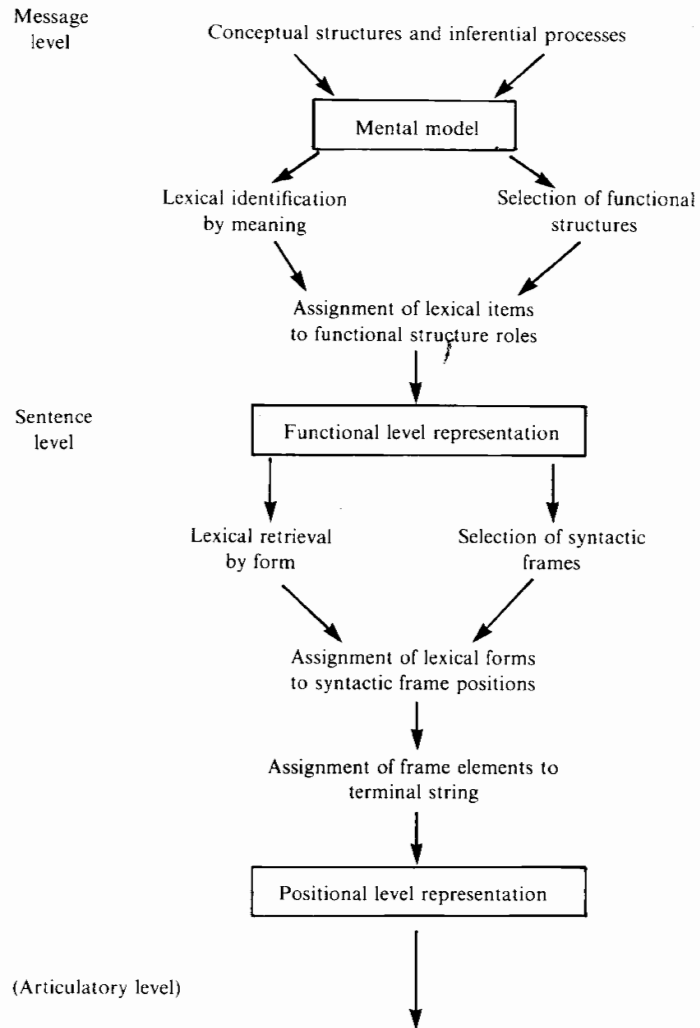 Message
level
Conceptual structures and inferential processes
Mental model
Lexical identification
by meaning
Selection of functional
structures
Assignment of lexical items
to functional structure roles
Sentence
level
Functional level representation
Lexical retrieval
by form
Selection of syntactic
frames
Assignment of lexical forms
to syntactic frame positions
Assignment of frame elements to
terminal string
Positional level representation
(Articulatory level)